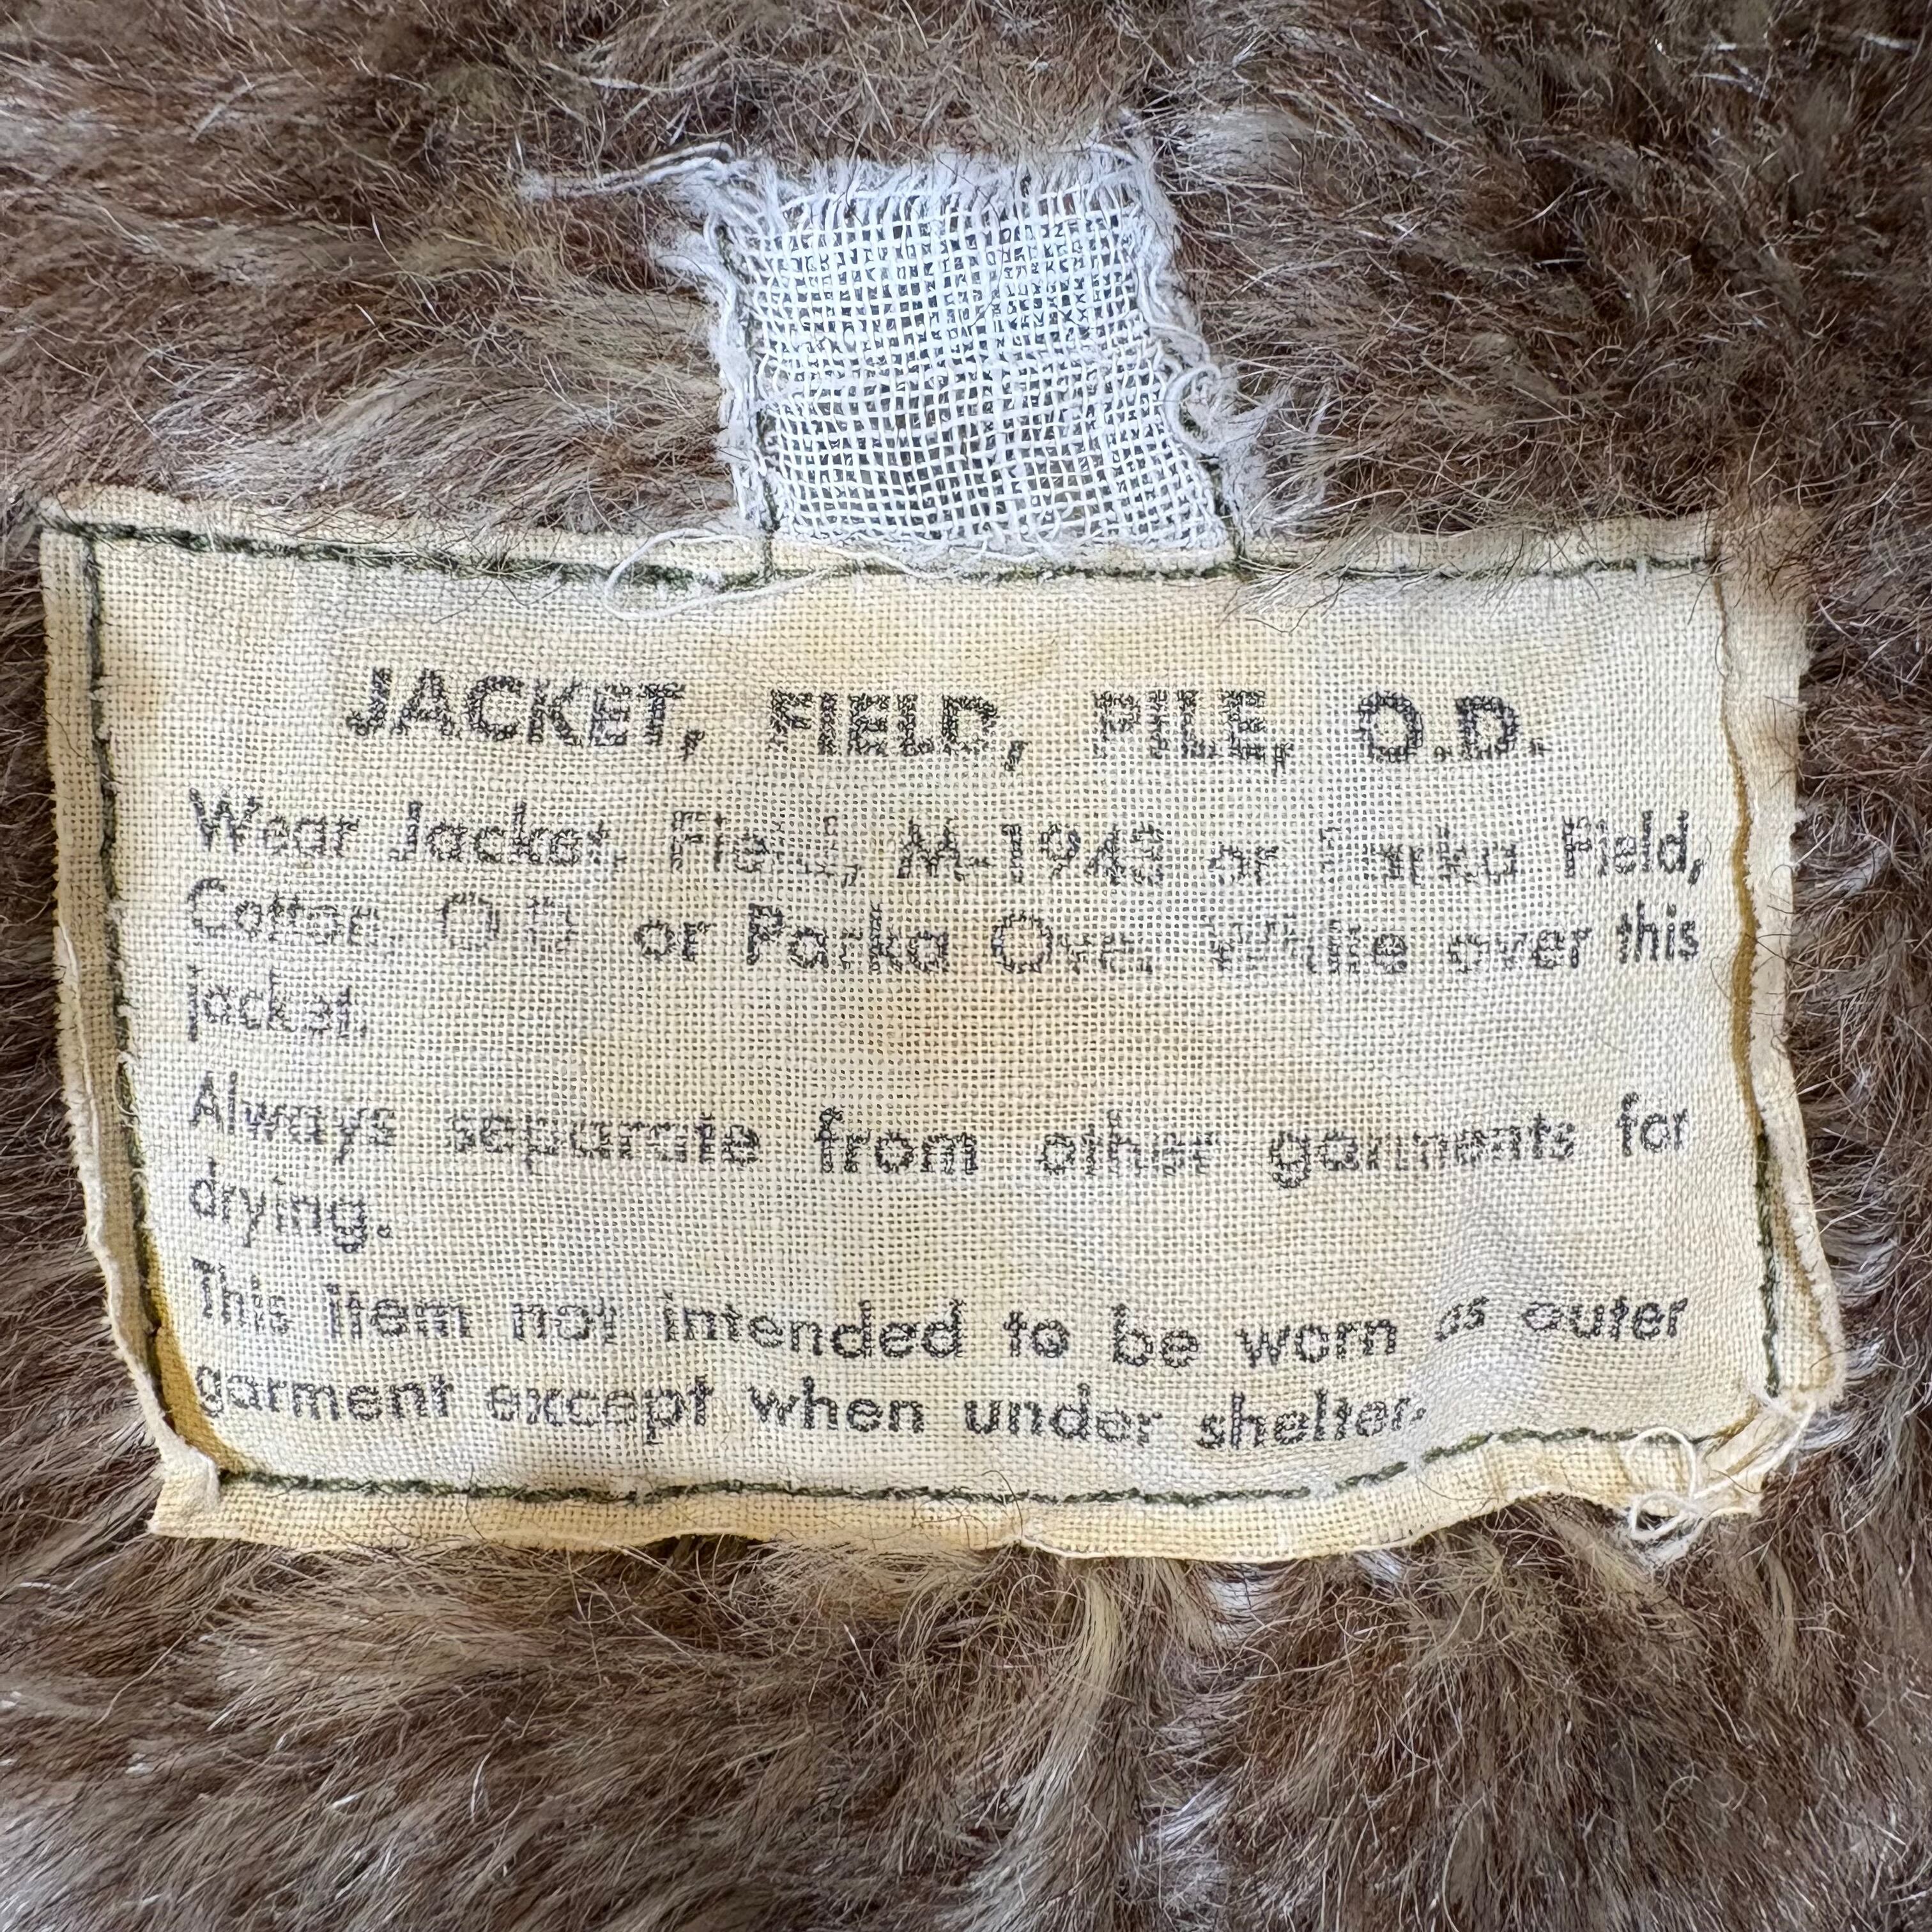 JACKET, FIELD, PILE, O.D.
Wear Jacket, Field, M-1943 or Parka Field,
Cotton, O D or Parka Over White over this
jacket.
Always separate from other garments for
drying.
This item not intended to be worn as outer
garment except when under shelter.